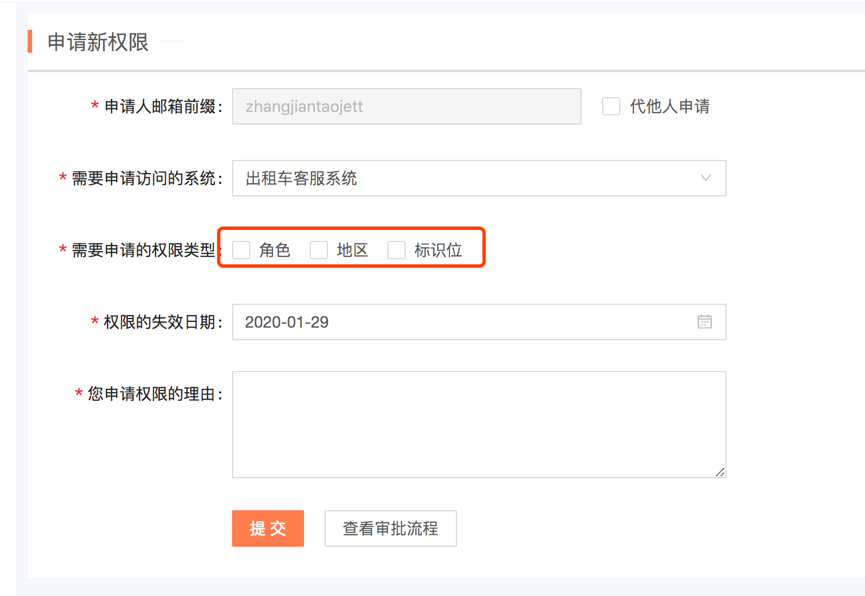 申请新权限
* 申请人邮箱前缀: zhangjiantaojett 代他人申请
* 需要申请访问的系统: 出租车客服系统
* 需要申请的权限类型: 角色 地区 标识位
* 权限的失效日期: 2020-01-29
* 您申请权限的理由:
提交 查看审批流程